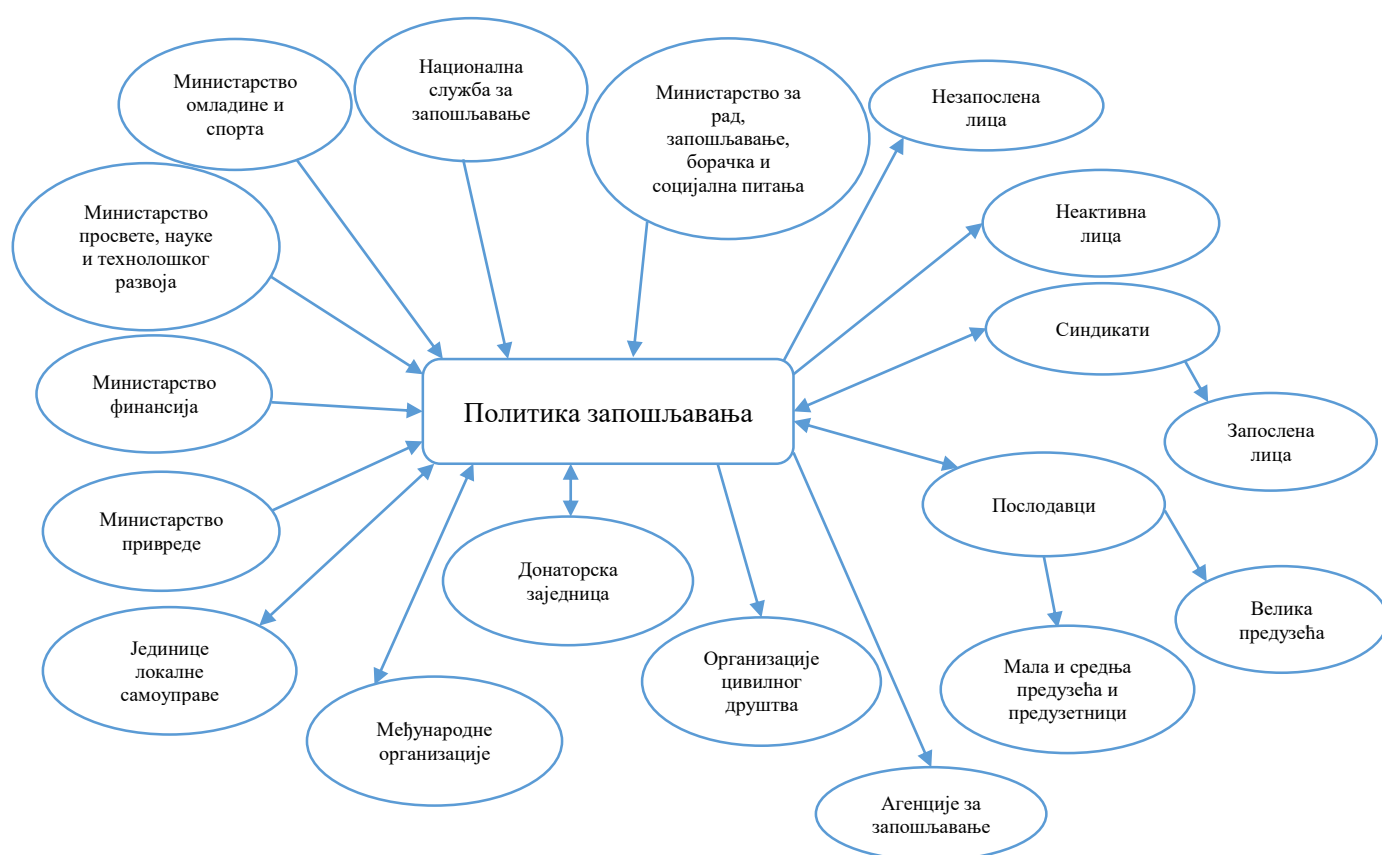 Министарство
омладине и
спорта
Национална
служба за
запошљавање
Министарство за
рад,
запошљавање,
борачка и
социјална питања
Незапослена
лица
Министарство
просвете, науке
и технолошког
развоја
Неактивна
лица
Синдикати
Министарство
финансија
Политика запошљавања
Запослена
лица
Министарство
привреде
Послодавци
Донаторска
заједница
Велика
предузећа
Јединице
локалне
самоуправе
Организације
цивилног
друштва
Мала и средња
предузећа и
предузетници
Међународне
организације
Агенције за
запошљавање